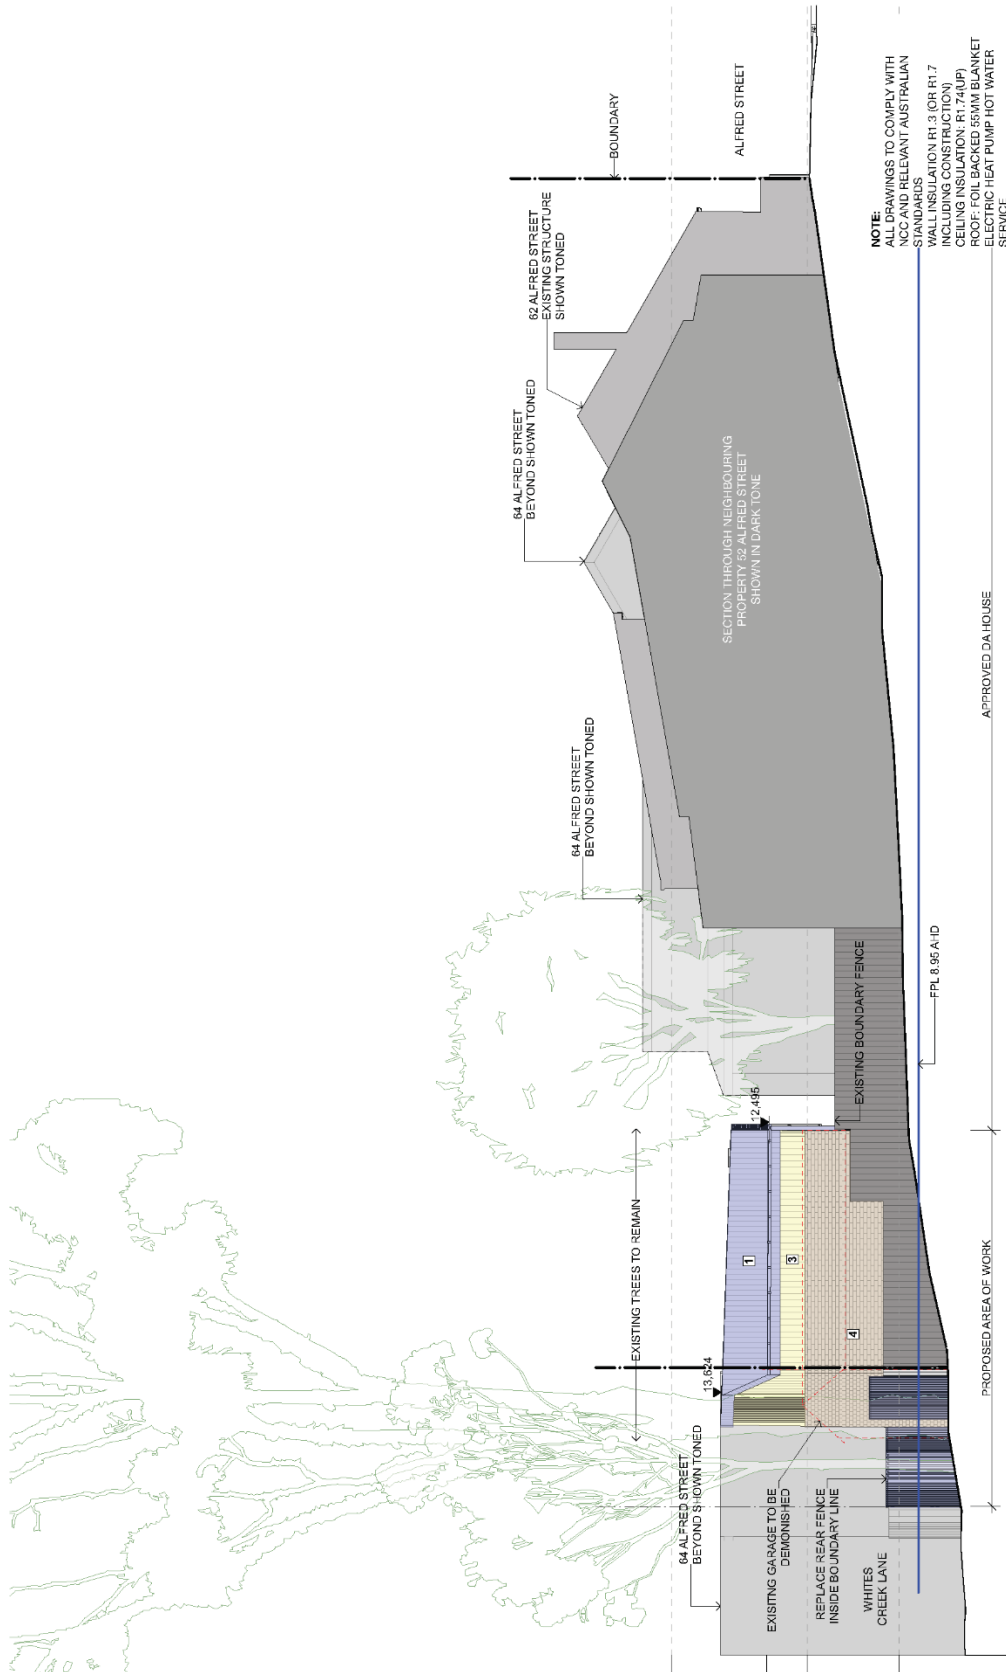 ALFRED STREET
BOUNDARY
62 ALFRED STREET
EXISTING STRUCTURE
SHOWN TONED
64 ALFRED STREET
BEYOND SHOWN TONED
64 ALFRED STREET
BEYOND SHOWN TONED
SECTION THROUGH NEIGHBOURING
PROPERTY 52 ALFRED STREET
SHOWN IN DARK TONE
NOTE:
ALL DRAWINGS TO COMPLY WITH
NCC AND RELEVANT AUSTRALIAN
STANDARDS
WALL INSULATION R1.3 (OR R1.7
INCLUDING CONSTRUCTION)
CEILING INSULATION: R1.74(UP)
ROOF: FOIL BACKED 55MM BLANKET
ELECTRIC HEAT PUMP HOT WATER
SERVICE
APPROVED DA HOUSE
FPL 8.95 AHD
EXISTING BOUNDARY FENCE
12,495
EXISTING TREES TO REMAIN
1
3
4
13,624
PROPOSED AREA OF WORK
64 ALFRED STREET
BEYOND SHOWN TONED
EXISITNG GARAGE TO BE
DEMONISHED
REPLACE REAR FENCE
INSIDE BOUNDARY LINE
WHITES
CREEK LANE